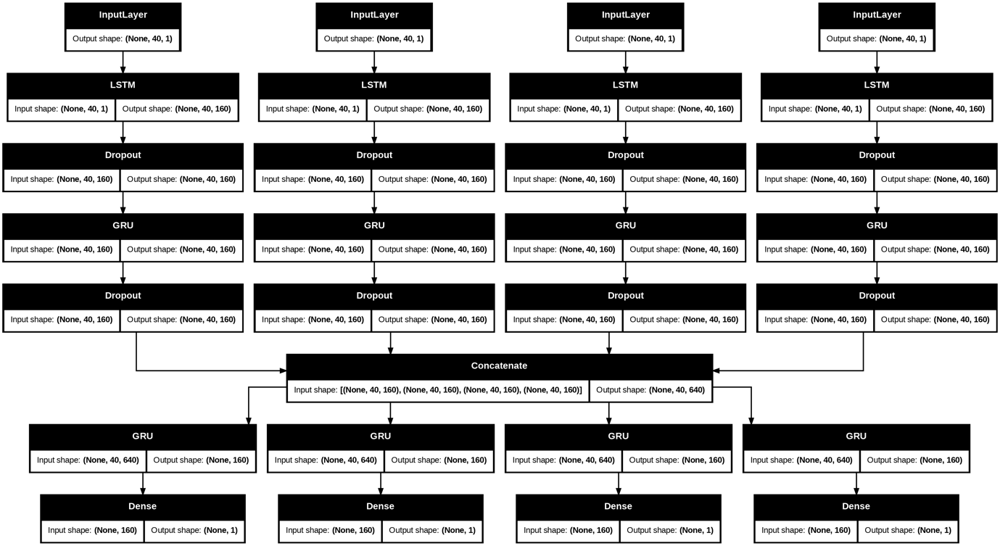 InputLayer InputLayer InputLayer InputLayer
Output shape: (None, 40, 1) Output shape: (None, 40, 1) Output shape: (None, 40, 1) Output shape: (None, 40, 1)
LSTM LSTM LSTM LSTM
Input shape: (None, 40, 1) Output shape: (None, 40, 160) Input shape: (None, 40, 1) Output shape: (None, 40, 160) Input shape: (None, 40, 1) Output shape: (None, 40, 160) Input shape: (None, 40, 1) Output shape: (None, 40, 160)
Dropout Dropout Dropout Dropout
Input shape: (None, 40, 160) Output shape: (None, 40, 160) Input shape: (None, 40, 160) Output shape: (None, 40, 160) Input shape: (None, 40, 160) Output shape: (None, 40, 160) Input shape: (None, 40, 160) Output shape: (None, 40, 160)
GRU GRU GRU GRU
Input shape: (None, 40, 160) Output shape: (None, 40, 160) Input shape: (None, 40, 160) Output shape: (None, 40, 160) Input shape: (None, 40, 160) Output shape: (None, 40, 160) Input shape: (None, 40, 160) Output shape: (None, 40, 160)
Dropout Dropout Dropout Dropout
Input shape: (None, 40, 160) Output shape: (None, 40, 160) Input shape: (None, 40, 160) Output shape: (None, 40, 160) Input shape: (None, 40, 160) Output shape: (None, 40, 160) Input shape: (None, 40, 160) Output shape: (None, 40, 160)
Concatenate
Input shape: [(None, 40, 160), (None, 40, 160), (None, 40, 160), (None, 40, 160)] Output shape: (None, 40, 640)
GRU GRU GRU GRU
Input shape: (None, 40, 640) Output shape: (None, 160) Input shape: (None, 40, 640) Output shape: (None, 160) Input shape: (None, 40, 640) Output shape: (None, 160) Input shape: (None, 40, 640) Output shape: (None, 160)
Dense Dense Dense Dense
Input shape: (None, 160) Output shape: (None, 1) Input shape: (None, 160) Output shape: (None, 1) Input shape: (None, 160) Output shape: (None, 1) Input shape: (None, 160) Output shape: (None, 1)